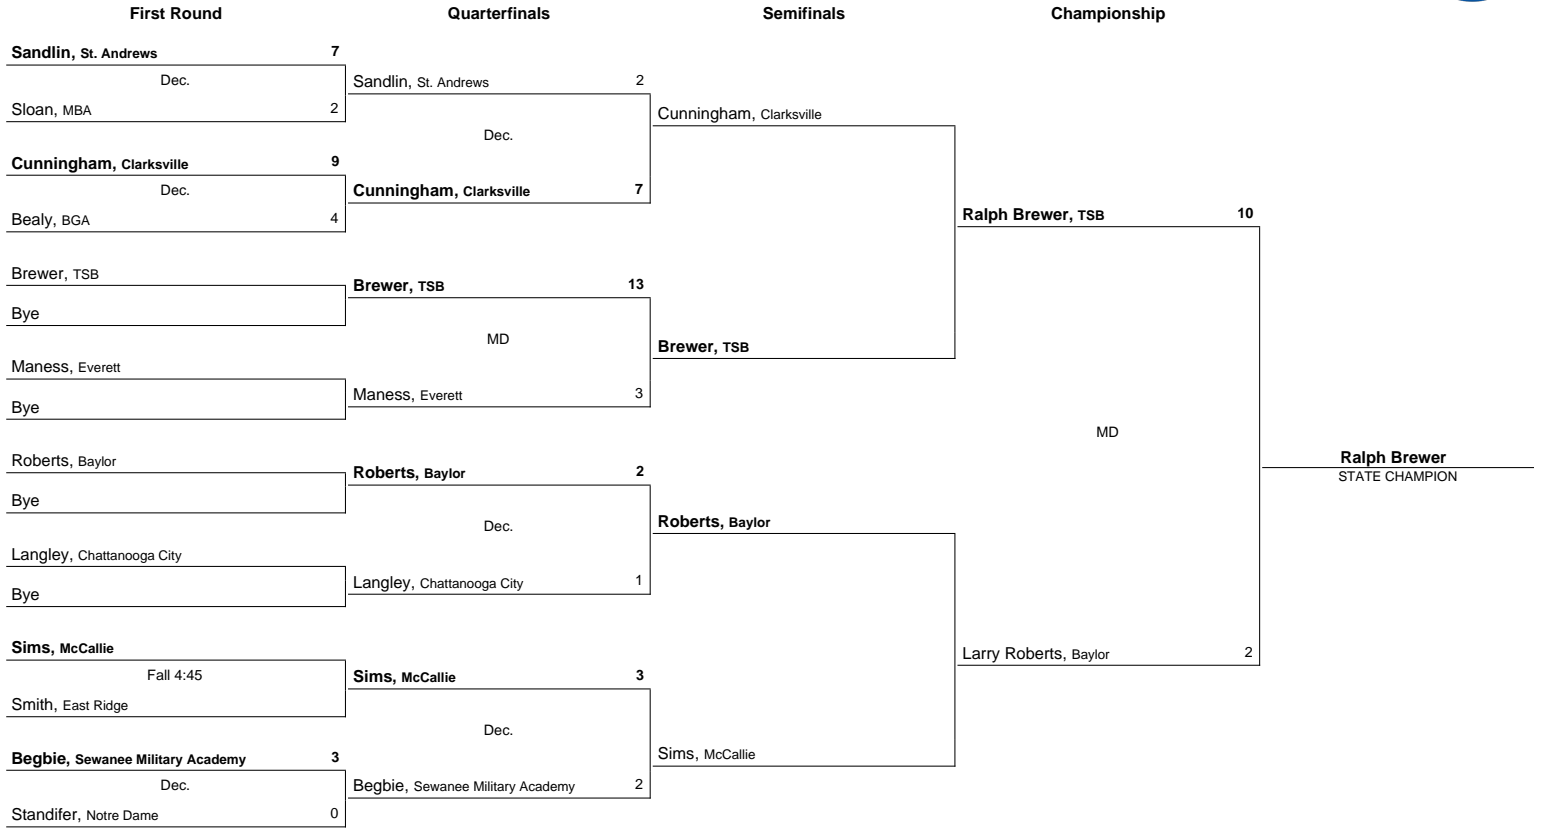 First Round Quarterfinals Semifinals Championship
Sandlin, St. Andrews 7
Dec.
Sloan, MBA 2
Cunningham, Clarksville 9
Dec.
Bealy, BGA 4
Brewer, TSB
Bye
Maness, Everett
Bye
Roberts, Baylor
Bye
Langley, Chattanooga City
Bye
Sims, McCallie
Fall 4:45
Smith, East Ridge
Begbie, Sewanee Military Academy 3
Dec.
Standifer, Notre Dame 0
Sandlin, St. Andrews 2
Dec.
Cunningham, Clarksville 7
Brewer, TSB 13
MD
Maness, Everett 3
Roberts, Baylor 2
Dec.
Langley, Chattanooga City 1
Sims, McCallie 3
Dec.
Begbie, Sewanee Military Academy 2
Cunningham, Clarksville
Brewer, TSB
Roberts, Baylor
Sims, McCallie
Ralph Brewer, TSB 10
MD
Larry Roberts, Baylor 2
Ralph Brewer
STATE CHAMPION